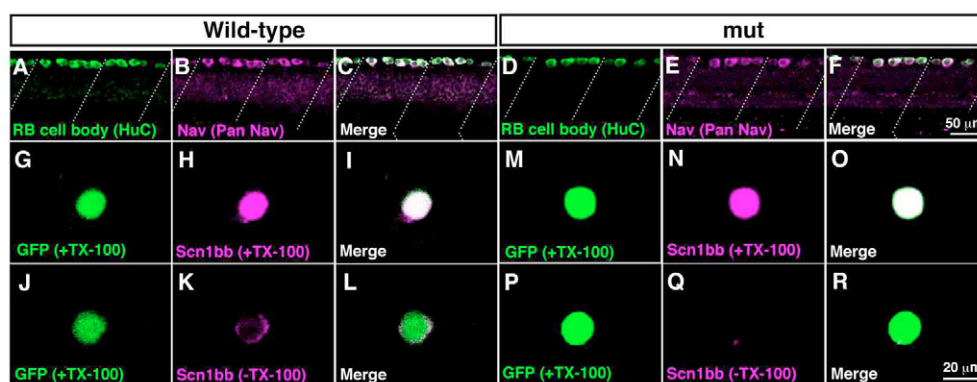 Wild-type mut
A B C D E F
RB cell body (HuC) Nav (Pan Nav) Merge RB cell body (HuC) Nav (Pan Nav) Merge 50 µm
G H I M N O
GFP (+TX-100) Scn1bb (+TX-100) Merge GFP (+TX-100) Scn1bb (+TX-100) Merge
J K L P Q R
GFP (+TX-100) Scn1bb (-TX-100) Merge GFP (+TX-100) Scn1bb (-TX-100) Merge 20 µm